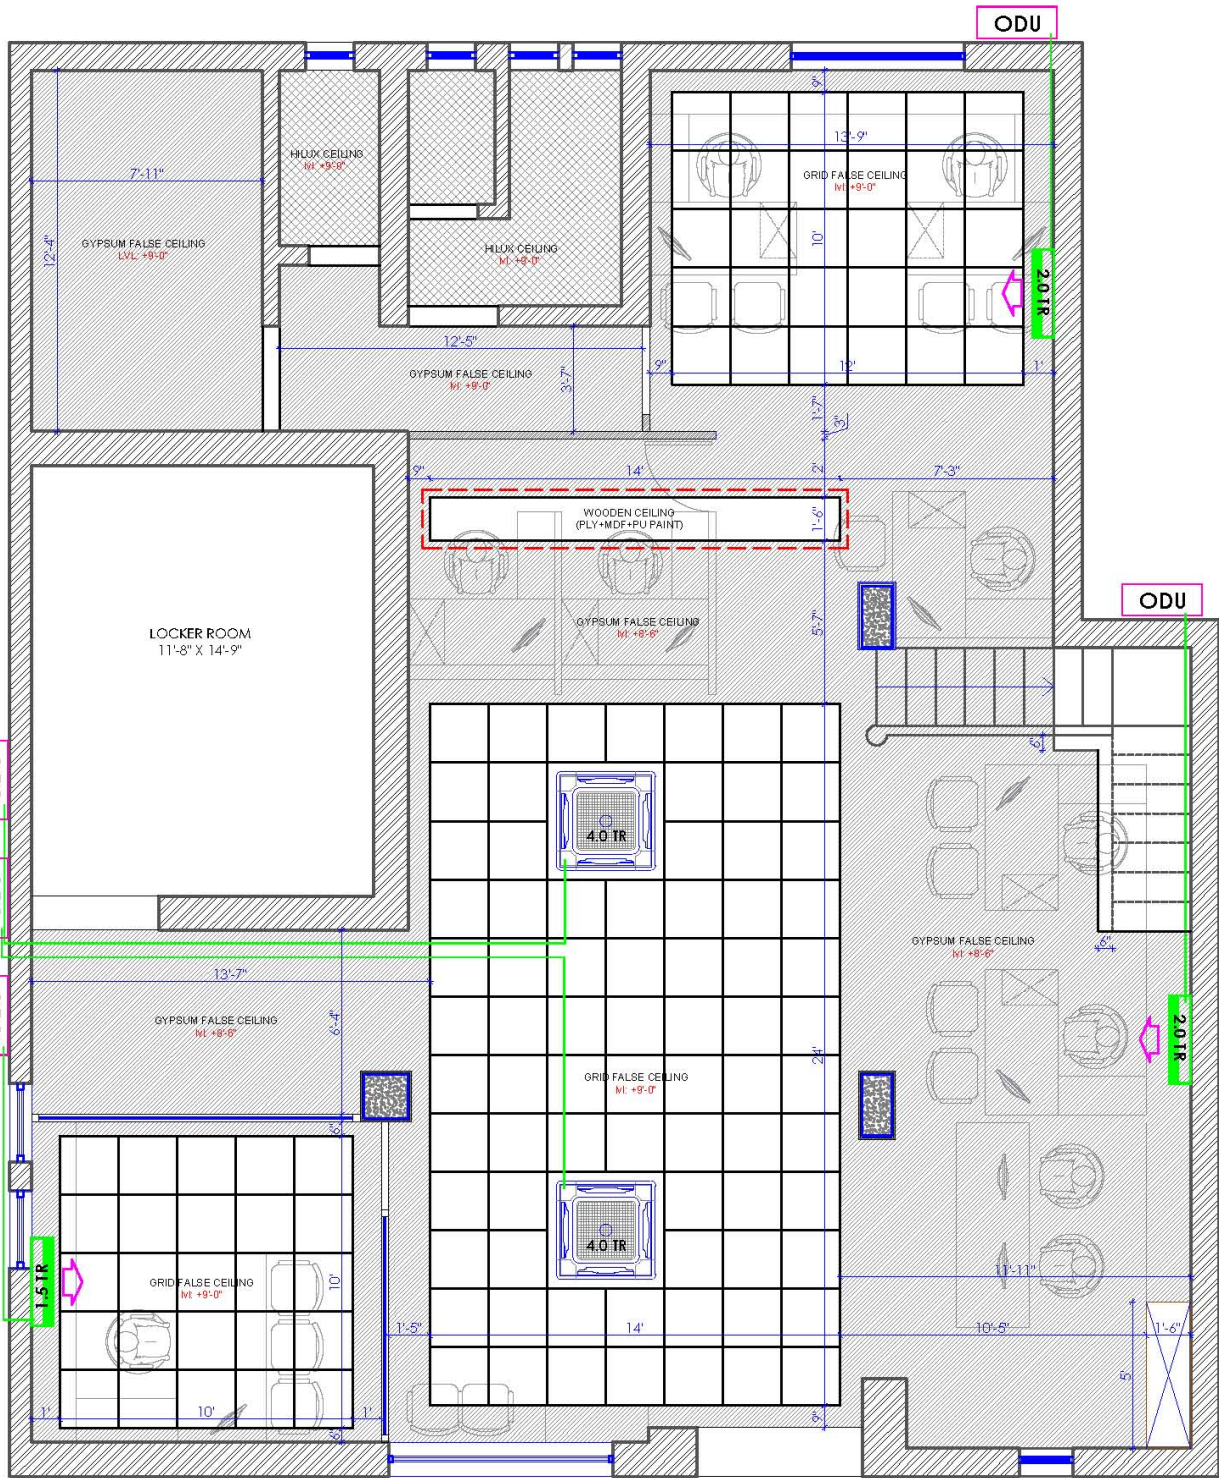 ODU
9"
13'-9"
HILUX CEILING
lvl: +9'-0"
7'-11"
GRID FALSE CEILING
lvl: +9'-0"
12'-4"
GYPSUM FALSE CEILING
LVL. +9'-0"
10'
HILUX CEILING
lvl: +9'-0"
2.0 TR
12'-5"
GYPSUM FALSE CEILING
lvl: +9'-0"
3'-7"
9"
12'
1'
1'-7"
3"
9"
14'
2'
7'-3"
WOODEN CEILING
(PLY+MDF+PU PAINT)
1'-6"
ODU
GYPSUM FALSE CEILING
lvl: +8'-6"
5'-7"
LOCKER ROOM
11'-8" X 14'-9"
6"
4.0 TR
GYPSUM FALSE CEILING
lvl: +8'-6"
6"
13'-7"
GYPSUM FALSE CEILING
lvl: +8'-6"
6'-4"
2.0 TR
24'
GRID FALSE CEILING
lvl: +9'-0"
6"
4.0 TR
11'-11"
1.5 TR
GRID FALSE CEILING
lvl: +9'-0"
10'
1'-5"
14'
10'-5"
1'-6"
5'
1'
10'
1'
6"
9"